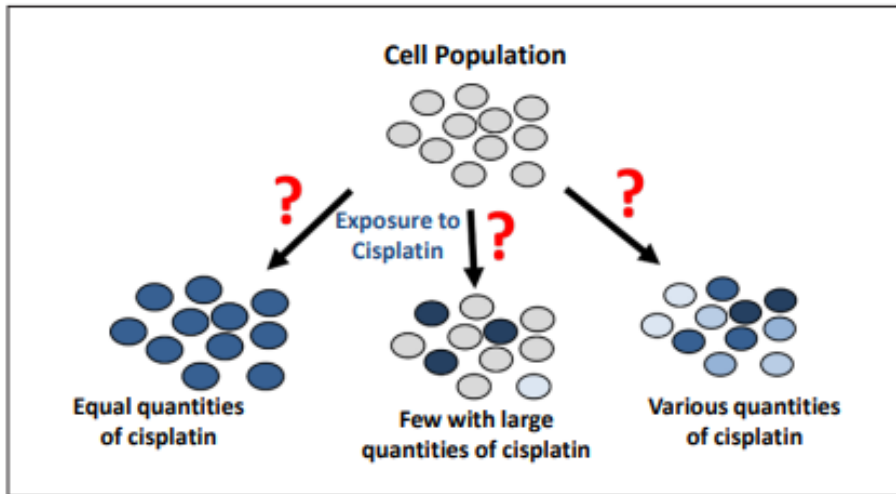 Cell Population
?
?
?
Exposure to
Cisplatin
Equal quantities
of cisplatin
Few with large
quantities of cisplatin
Various quantities
of cisplatin